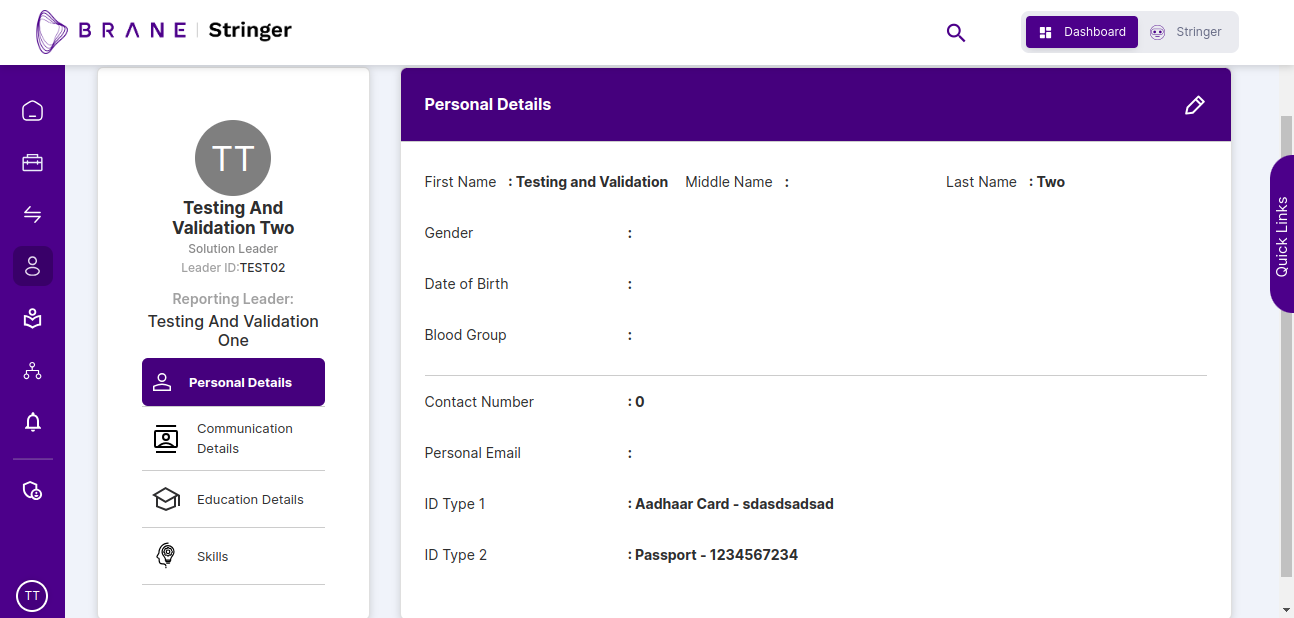 BRANE | Stringer
Dashboard
Stringer
TT
Testing And
Validation Two
Solution Leader
Leader ID:TEST02
Reporting Leader:
Testing And Validation
One
Personal Details
Communication
Details
Education Details
Skills
TT
Personal Details
First Name : Testing and Validation Middle Name : Last Name : Two
Gender :
Date of Birth :
Blood Group :
Contact Number : 0
Personal Email :
ID Type 1 : Aadhaar Card - sdasdsadsad
ID Type 2 : Passport - 1234567234
Quick Links